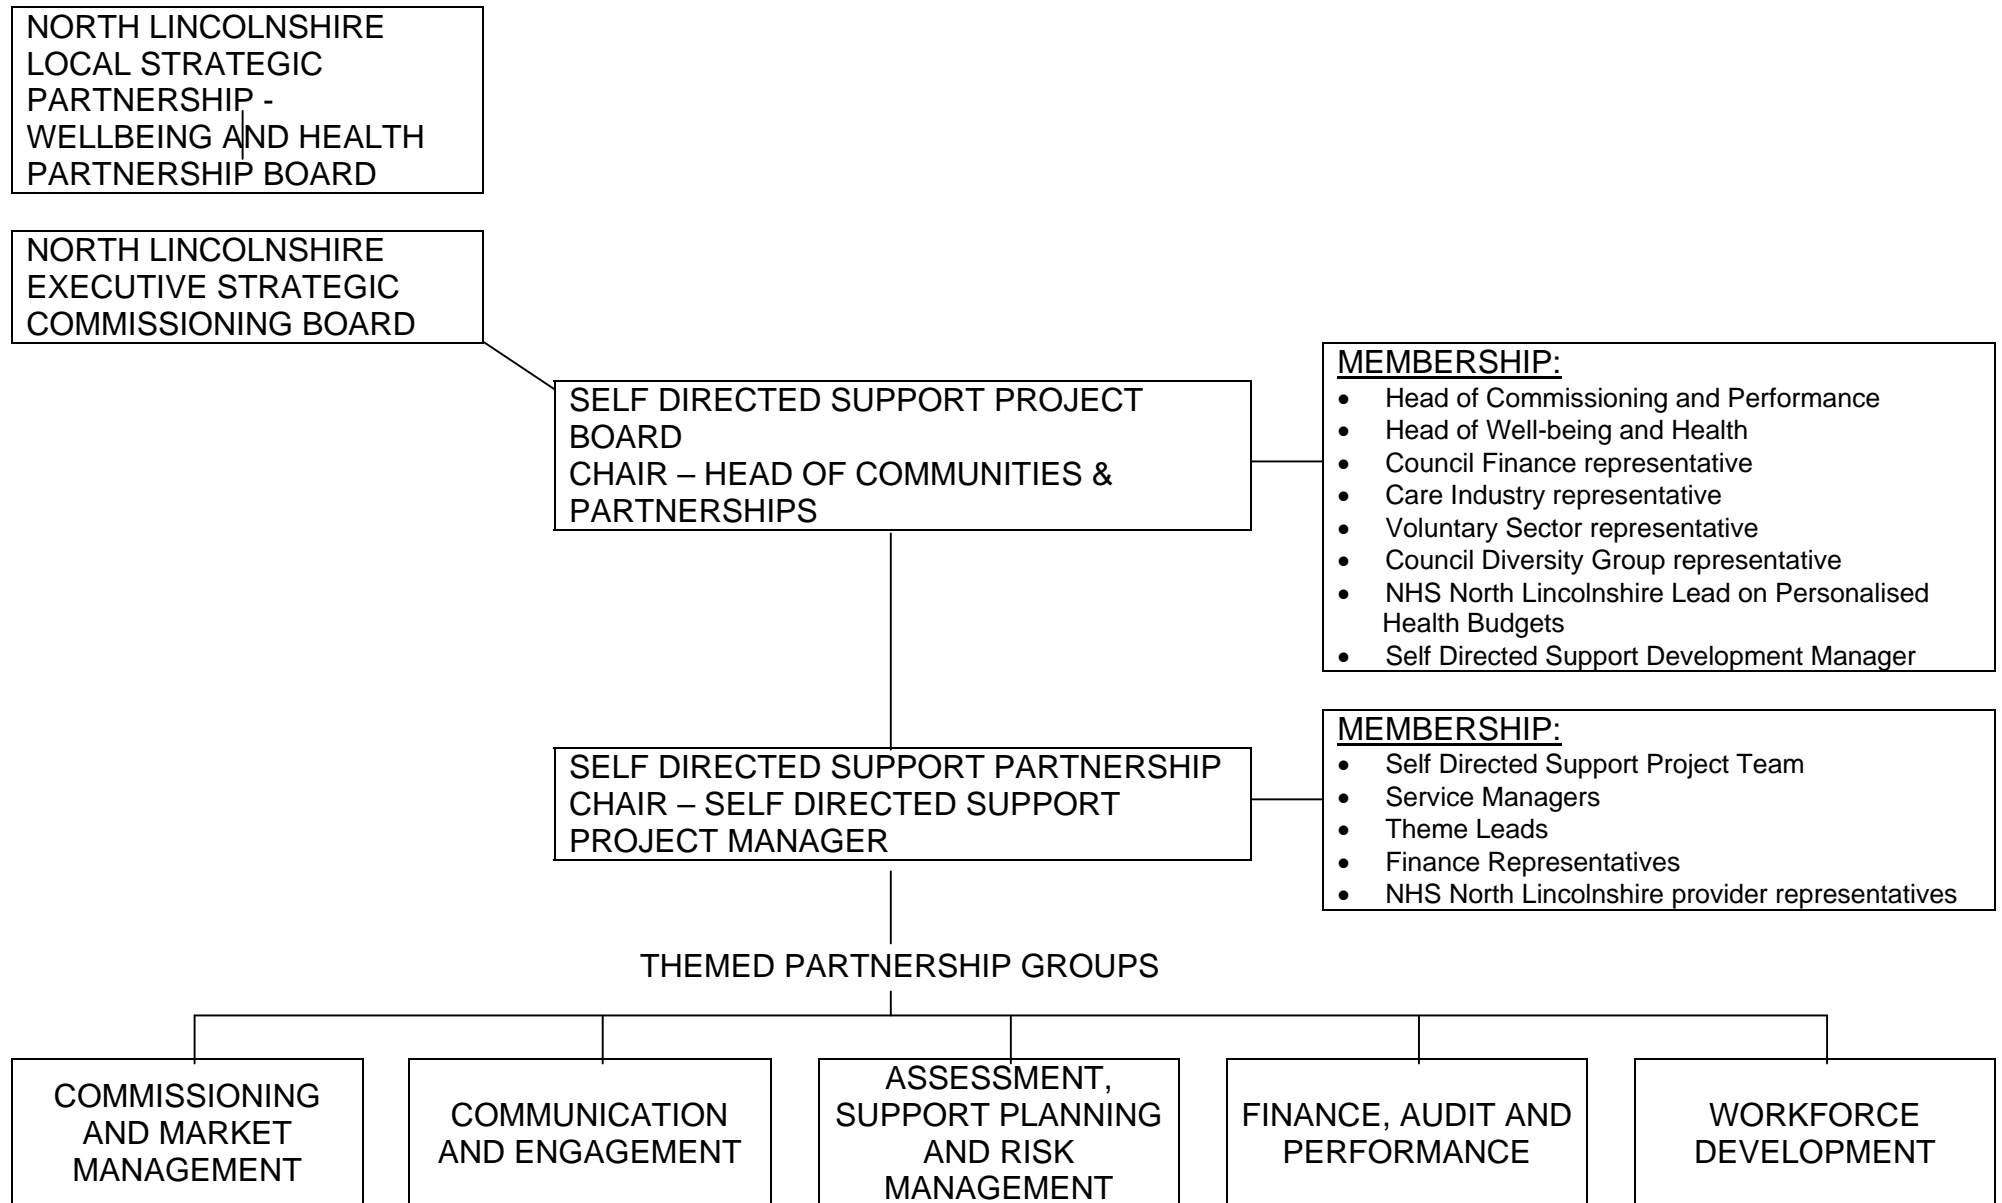 NORTH LINCOLNSHIRE
LOCAL STRATEGIC
PARTNERSHIP -
WELLBEING AND HEALTH
PARTNERSHIP BOARD
NORTH LINCOLNSHIRE
EXECUTIVE STRATEGIC
COMMISSIONING BOARD
SELF DIRECTED SUPPORT PROJECT
BOARD
CHAIR – HEAD OF COMMUNITIES &
PARTNERSHIPS
MEMBERSHIP:
• Head of Commissioning and Performance
• Head of Well-being and Health
• Council Finance representative
• Care Industry representative
• Voluntary Sector representative
• Council Diversity Group representative
• NHS North Lincolnshire Lead on Personalised
Health Budgets
• Self Directed Support Development Manager
SELF DIRECTED SUPPORT PARTNERSHIP
CHAIR – SELF DIRECTED SUPPORT
PROJECT MANAGER
MEMBERSHIP:
• Self Directed Support Project Team
• Service Managers
• Theme Leads
• Finance Representatives
• NHS North Lincolnshire provider representatives
THEMED PARTNERSHIP GROUPS
COMMISSIONING
AND MARKET
MANAGEMENT
COMMUNICATION
AND ENGAGEMENT
ASSESSMENT,
SUPPORT PLANNING
AND RISK
MANAGEMENT
FINANCE, AUDIT AND
PERFORMANCE
WORKFORCE
DEVELOPMENT